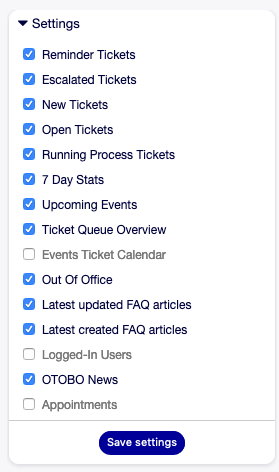 Settings
Reminder Tickets
Escalated Tickets
New Tickets
Open Tickets
Running Process Tickets
7 Day Stats
Upcoming Events
Ticket Queue Overview
Events Ticket Calendar
Out Of Office
Latest updated FAQ articles
Latest created FAQ articles
Logged-In Users
OTOBO News
Appointments
Save settings